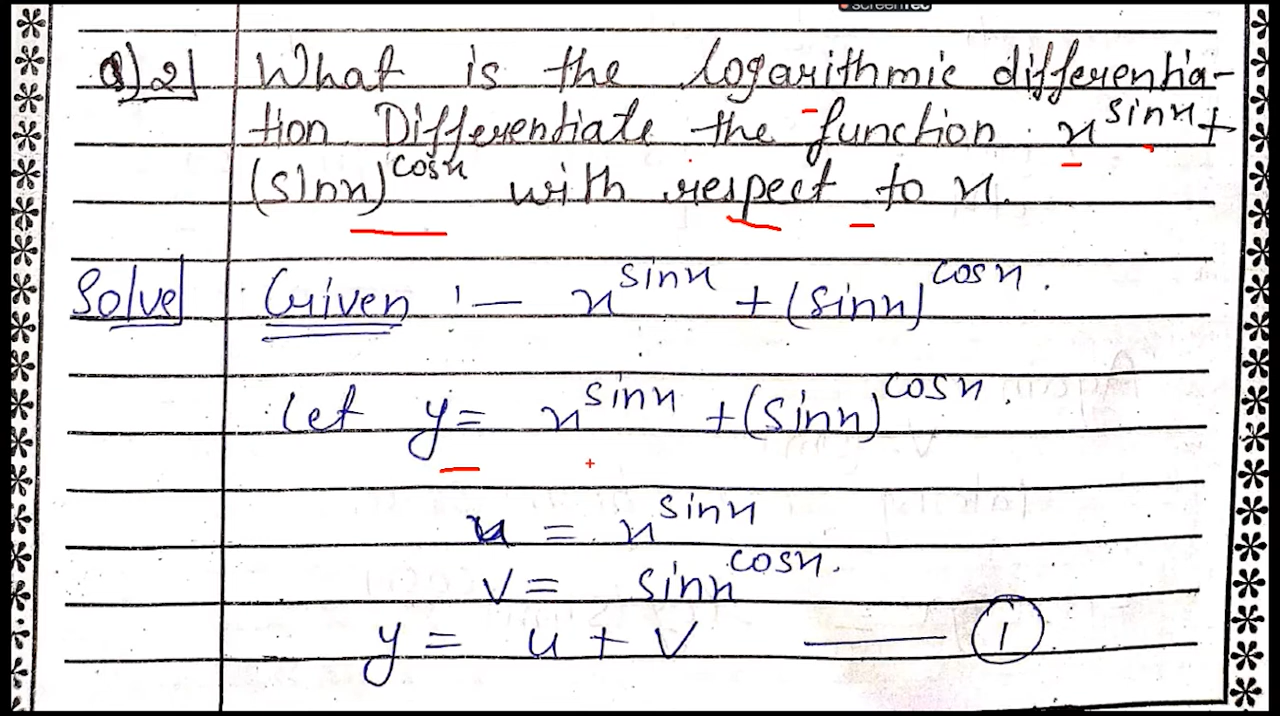 Q)2) What is the logarithmic differentia-
tion. Differentiate the function x^sinx +
(sinx)^cosx with respect to x.
Solve Given :- x^sinx + (sinx)^cosx.
Let y = x^sinx + (sinx)^cosx.
u = x^sinx
v = sinx^cosx.
y = u + v —— (i)